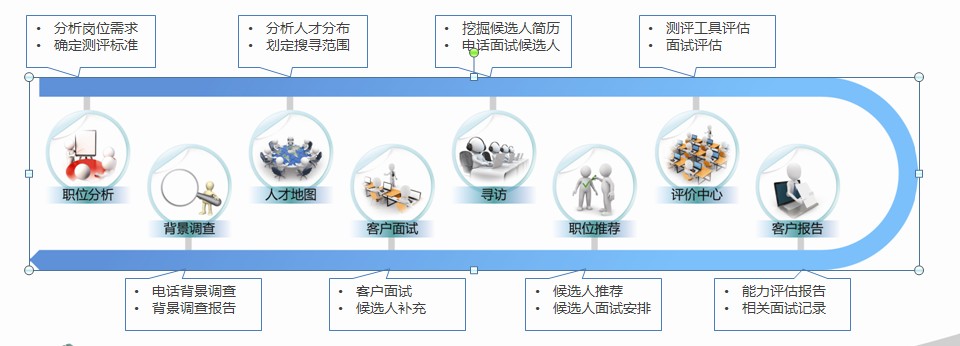 分析岗位需求
确定测评标准
分析人才分布
划定搜寻范围
挖掘候选人简历
电话面试候选人
测评工具评估
面试评估
职位分析
人才地图
寻访
评价中心
背景调查
客户面试
职位推荐
客户报告
电话背景调查
背景调查报告
客户面试
候选人补充
候选人推荐
候选人面试安排
能力评估报告
相关面试记录